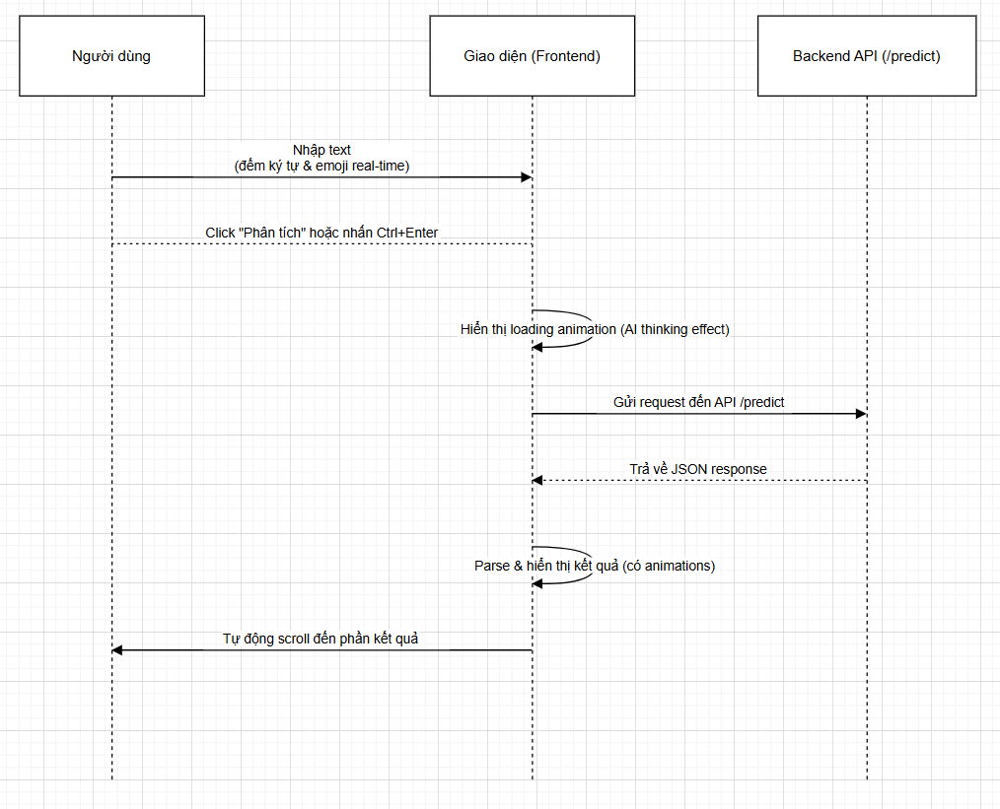 Người dùng
Giao diện (Frontend)
Backend API (/predict)
Nhập text
(đếm ký tự & emoji real-time)
Click "Phân tích" hoặc nhấn Ctrl+Enter
Hiển thị loading animation (AI thinking effect)
Gửi request đến API /predict
Trả về JSON response
Parse & hiển thị kết quả (có animations)
Tự động scroll đến phần kết quả